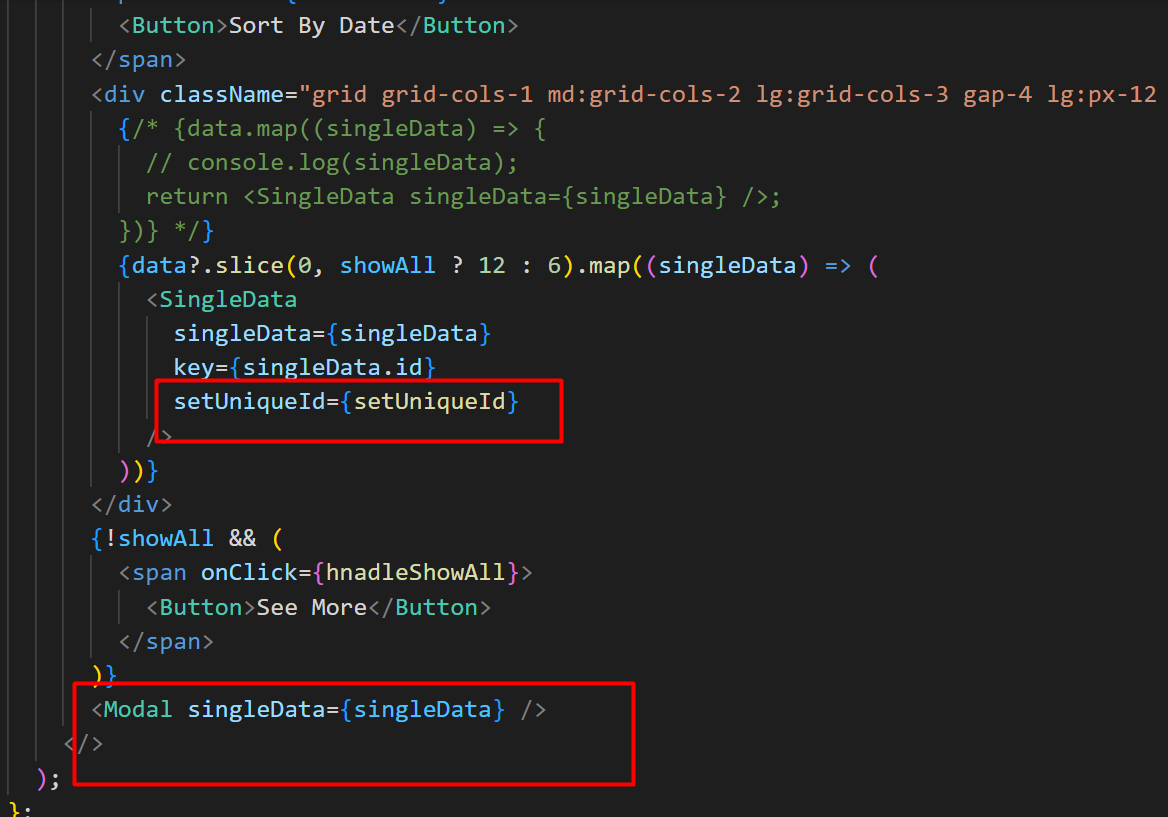 <Button>Sort By Date</Button>
</span>
<div className="grid grid-cols-1 md:grid-cols-2 lg:grid-cols-3 gap-4 lg:px-12
{/* {data.map((singleData) => {
// console.log(singleData);
return <SingleData singleData={singleData} />;
})} */}
{data?.slice(0, showAll ? 12 : 6).map((singleData) => (
<SingleData
singleData={singleData}
key={singleData.id}
setUniqueId={setUniqueId}
/>
))}
</div>
{!showAll && (
<span onClick={hnadleShowAll}>
<Button>See More</Button>
</span>
)}
<Modal singleData={singleData} />
</>
);
};